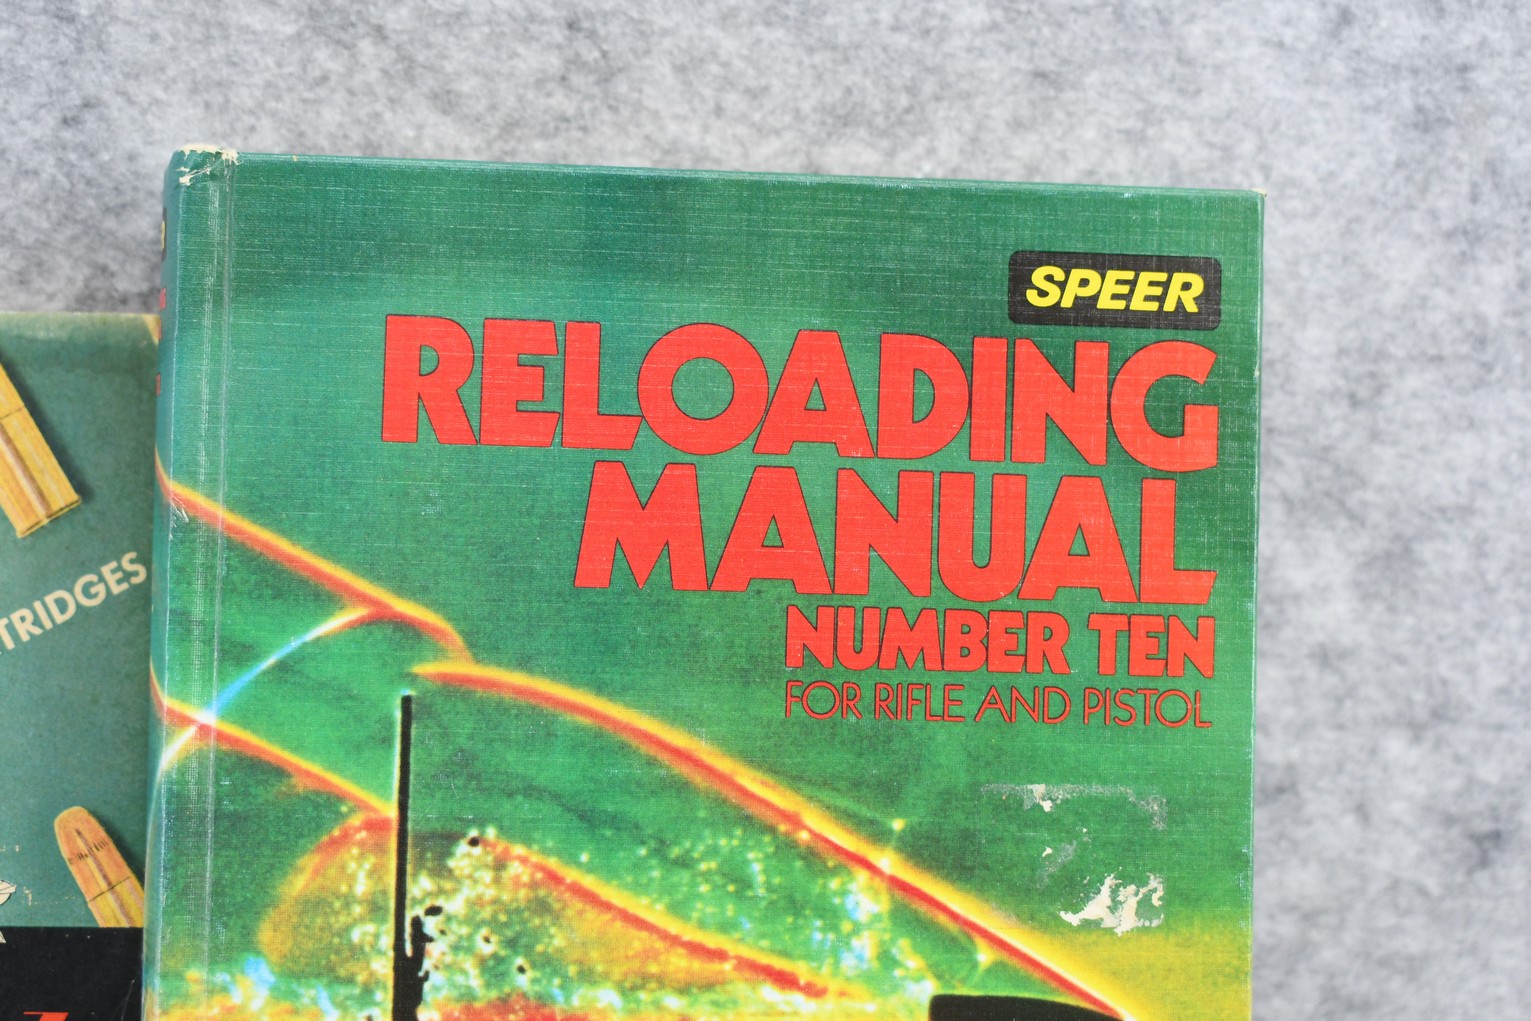 SPEER
RELOADING
MANUAL
NUMBER TEN
FOR RIFLE AND PISTOL
TRIDGES